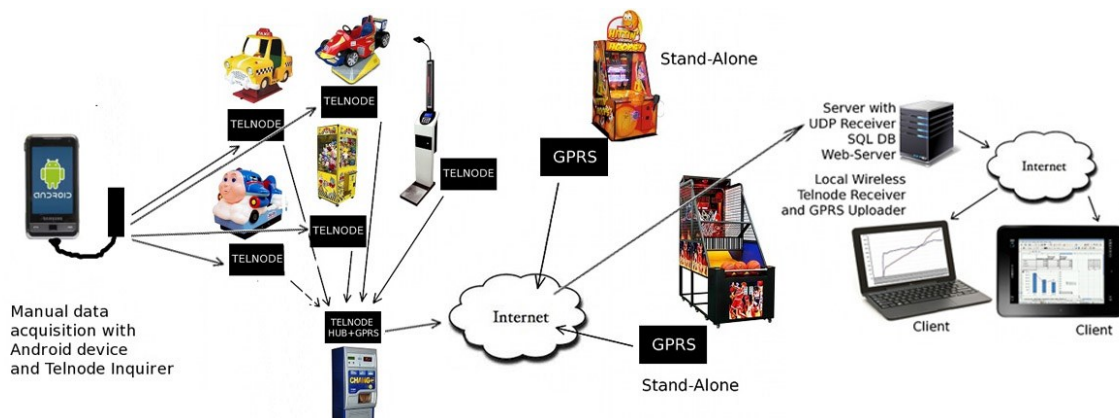 TELNODE
TELNODE
TELNODE
TELNODE
TELNODE
TELNODE
HUB+GPRS
ANDROID
Manual data
acquisition with
Android device
and Telnode Inquirer
CHANGE
GPRS
Stand-Alone
Internet
GPRS
Stand-Alone
Server with
UDP Receiver
SQL DB
Web-Server
Local Wireless
Telnode Receiver
and GPRS Uploader
Internet
Client
Client